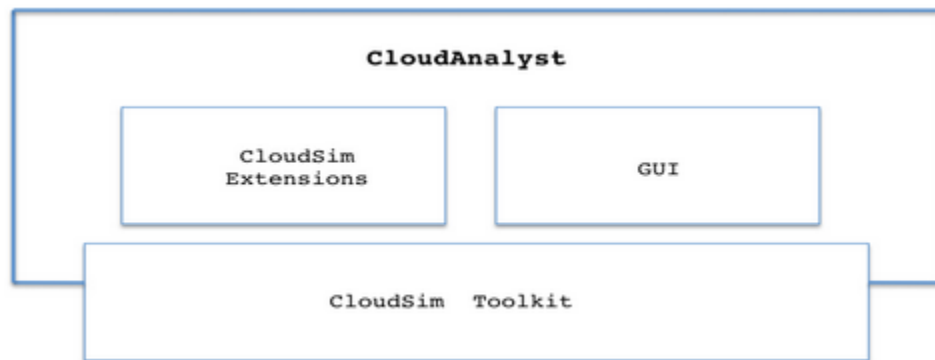 CloudAnalyst
CloudSim
Extensions
GUI
CloudSim Toolkit